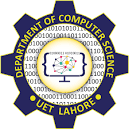 DEPARTMENT OF COMPUTER SCIENCE
UET LAHORE